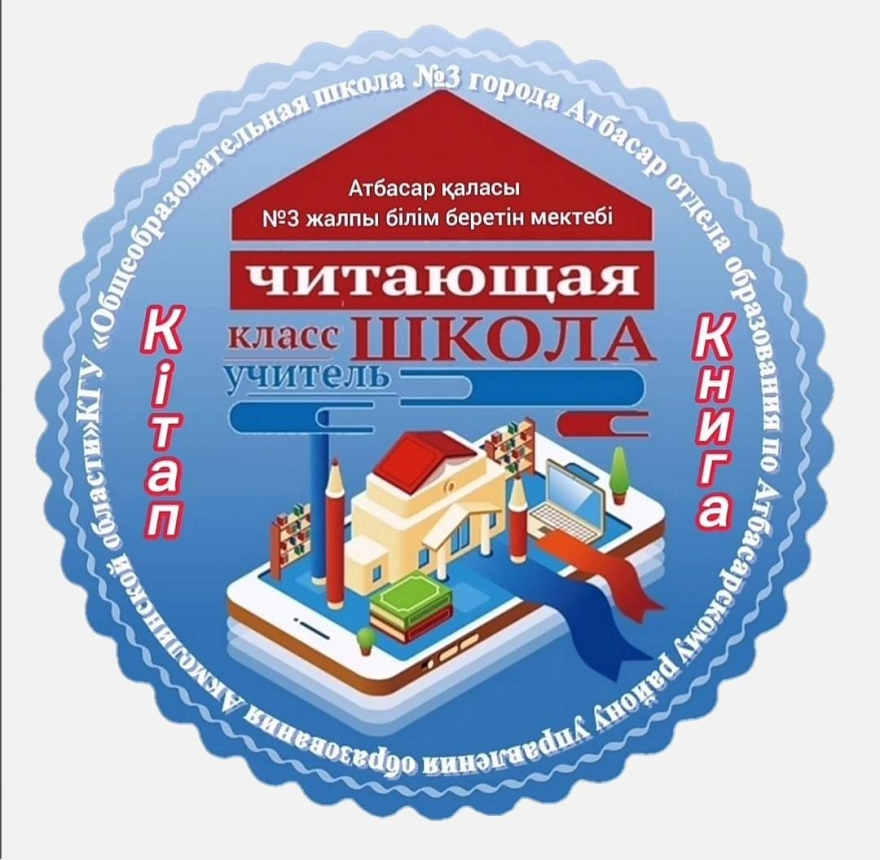 КГУ «Общеобразовательная школа №3 города Атбасар отдела образования по Атбасарскому району управления образования Акмолинской области»
Атбасар қаласы
№3 жалпы білім беретін мектебі
читающая
класс ШКОЛА
учитель
Кітап
Книга